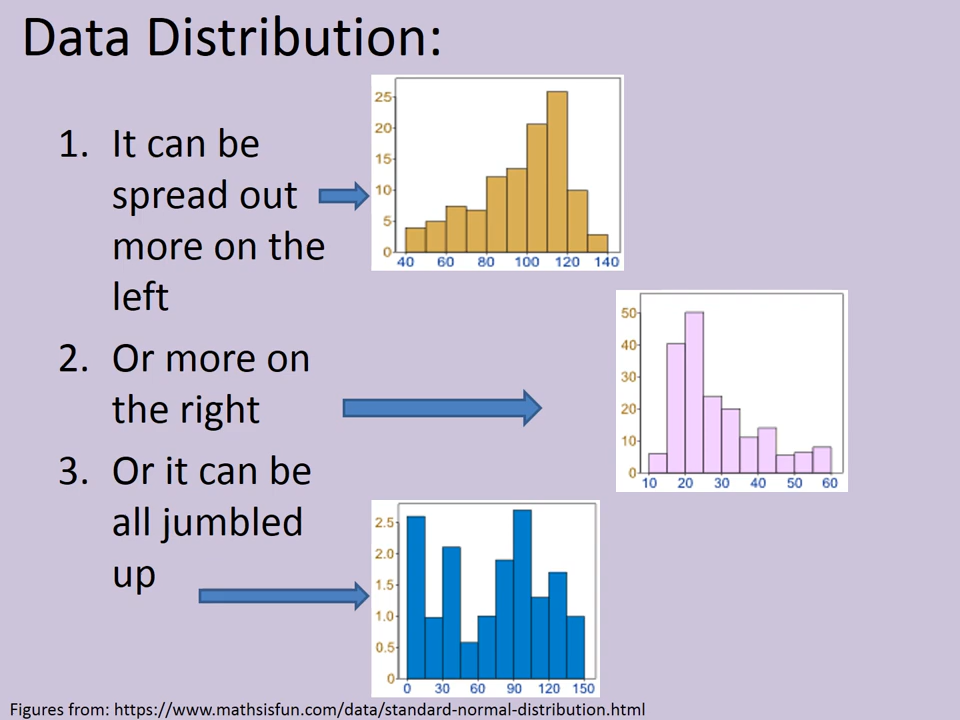 Data Distribution:
1. It can be
spread out
more on the
left
2. Or more on
the right
3. Or it can be
all jumbled
up
25
20
15
10
5
0
40 60 80 100 120 140
50
40
30
20
10
0
10 20 30 40 50 60
2.5
2.0
1.5
1.0
0.5
0
0 30 60 90 120 150
Figures from: https://www.mathsisfun.com/data/standard-normal-distribution.html